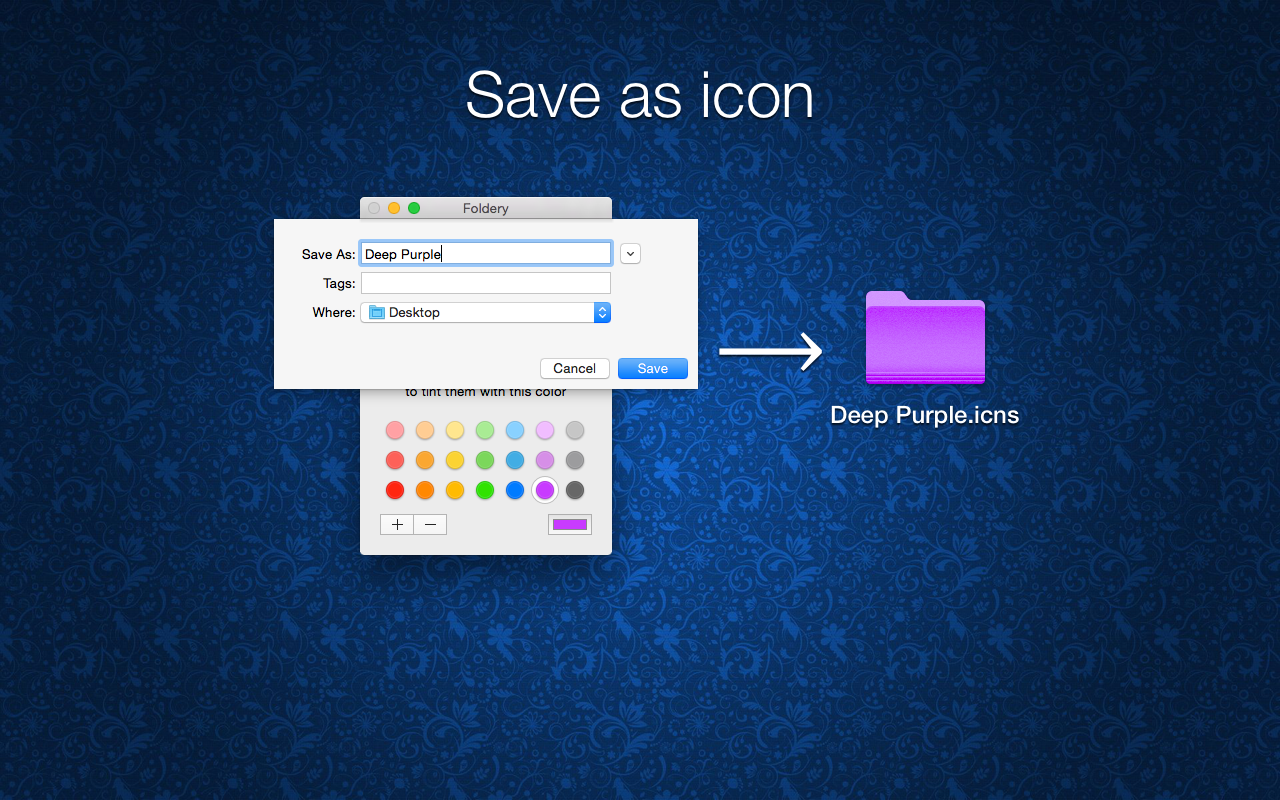 Save as icon
Foldery
Save As: Deep Purple
Tags:
Where: Desktop
Cancel Save
to tint them with this color
Deep Purple.icns